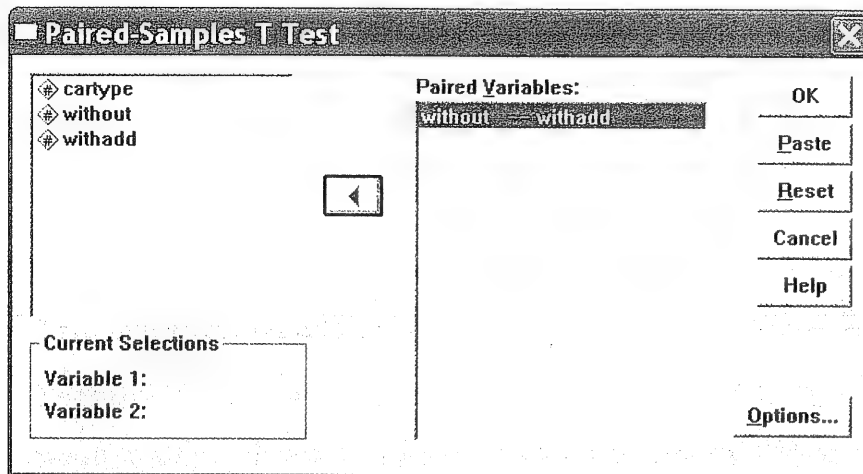 Paired-Samples T Test
cartype
without
withadd
Paired Variables:
without — withadd
OK
Paste
Reset
Cancel
Help
Current Selections
Variable 1:
Variable 2:
Options...